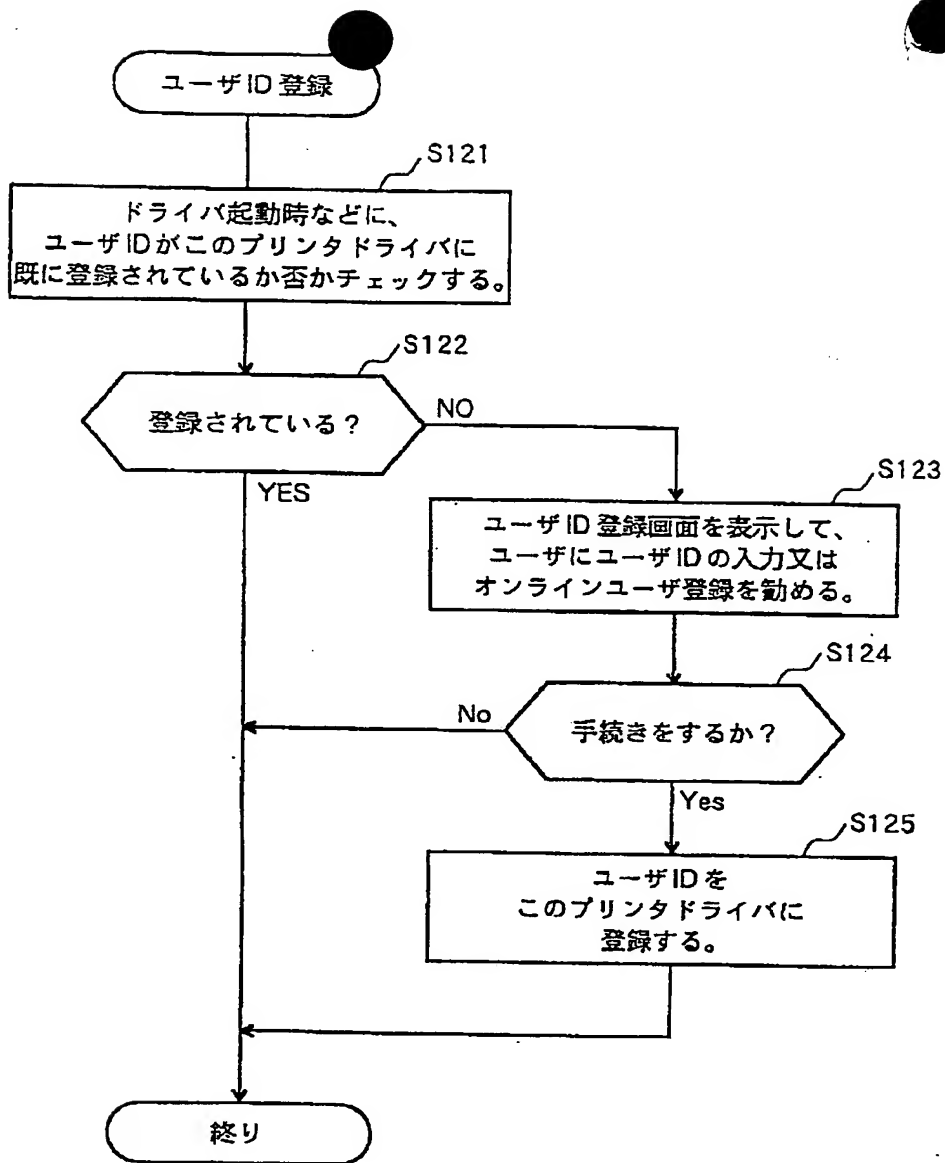 ユーザID登録
S121
ドライバ起動時などに、
ユーザIDがこのプリンタドライバに
既に登録されているか否かチェックする。
S122
登録されている?
NO
YES
S123
ユーザID登録画面を表示して、
ユーザにユーザIDの入力又は
オンラインユーザ登録を勧める。
S124
手続きをするか?
No
Yes
S125
ユーザIDを
このプリンタドライバに
登録する。
終り